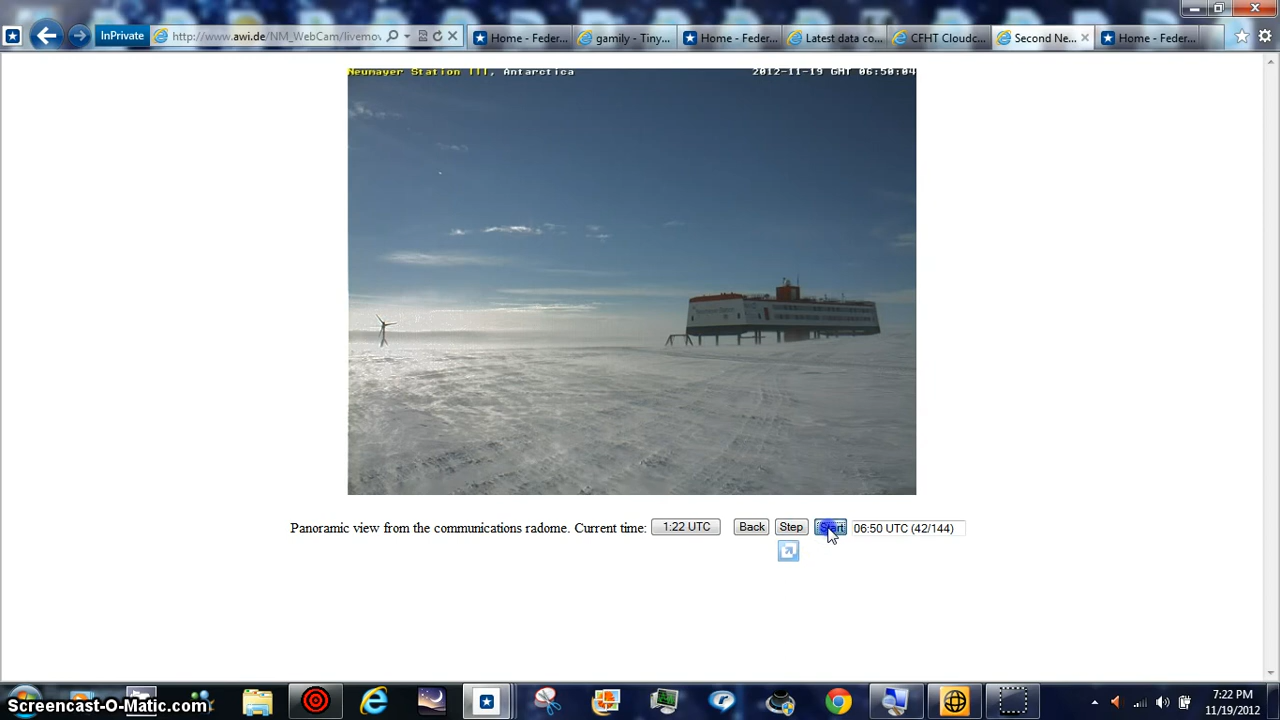 InPrivate
http://www.awi.de/NM_WebCam/livemov
Home - Feder...
gamily - Tiny...
Home - Feder...
Latest data co...
CFHT Cloudc...
Second Ne...
Home - Feder...
Neumayer Station III, Antarctica
2012-11-19 GMT 06:50:04
Panoramic view from the communications radome. Current time: 1:22 UTC Back Step Start 06:50 UTC (42/144)
Screencast-O-Matic.com
7:22 PM
11/19/2012